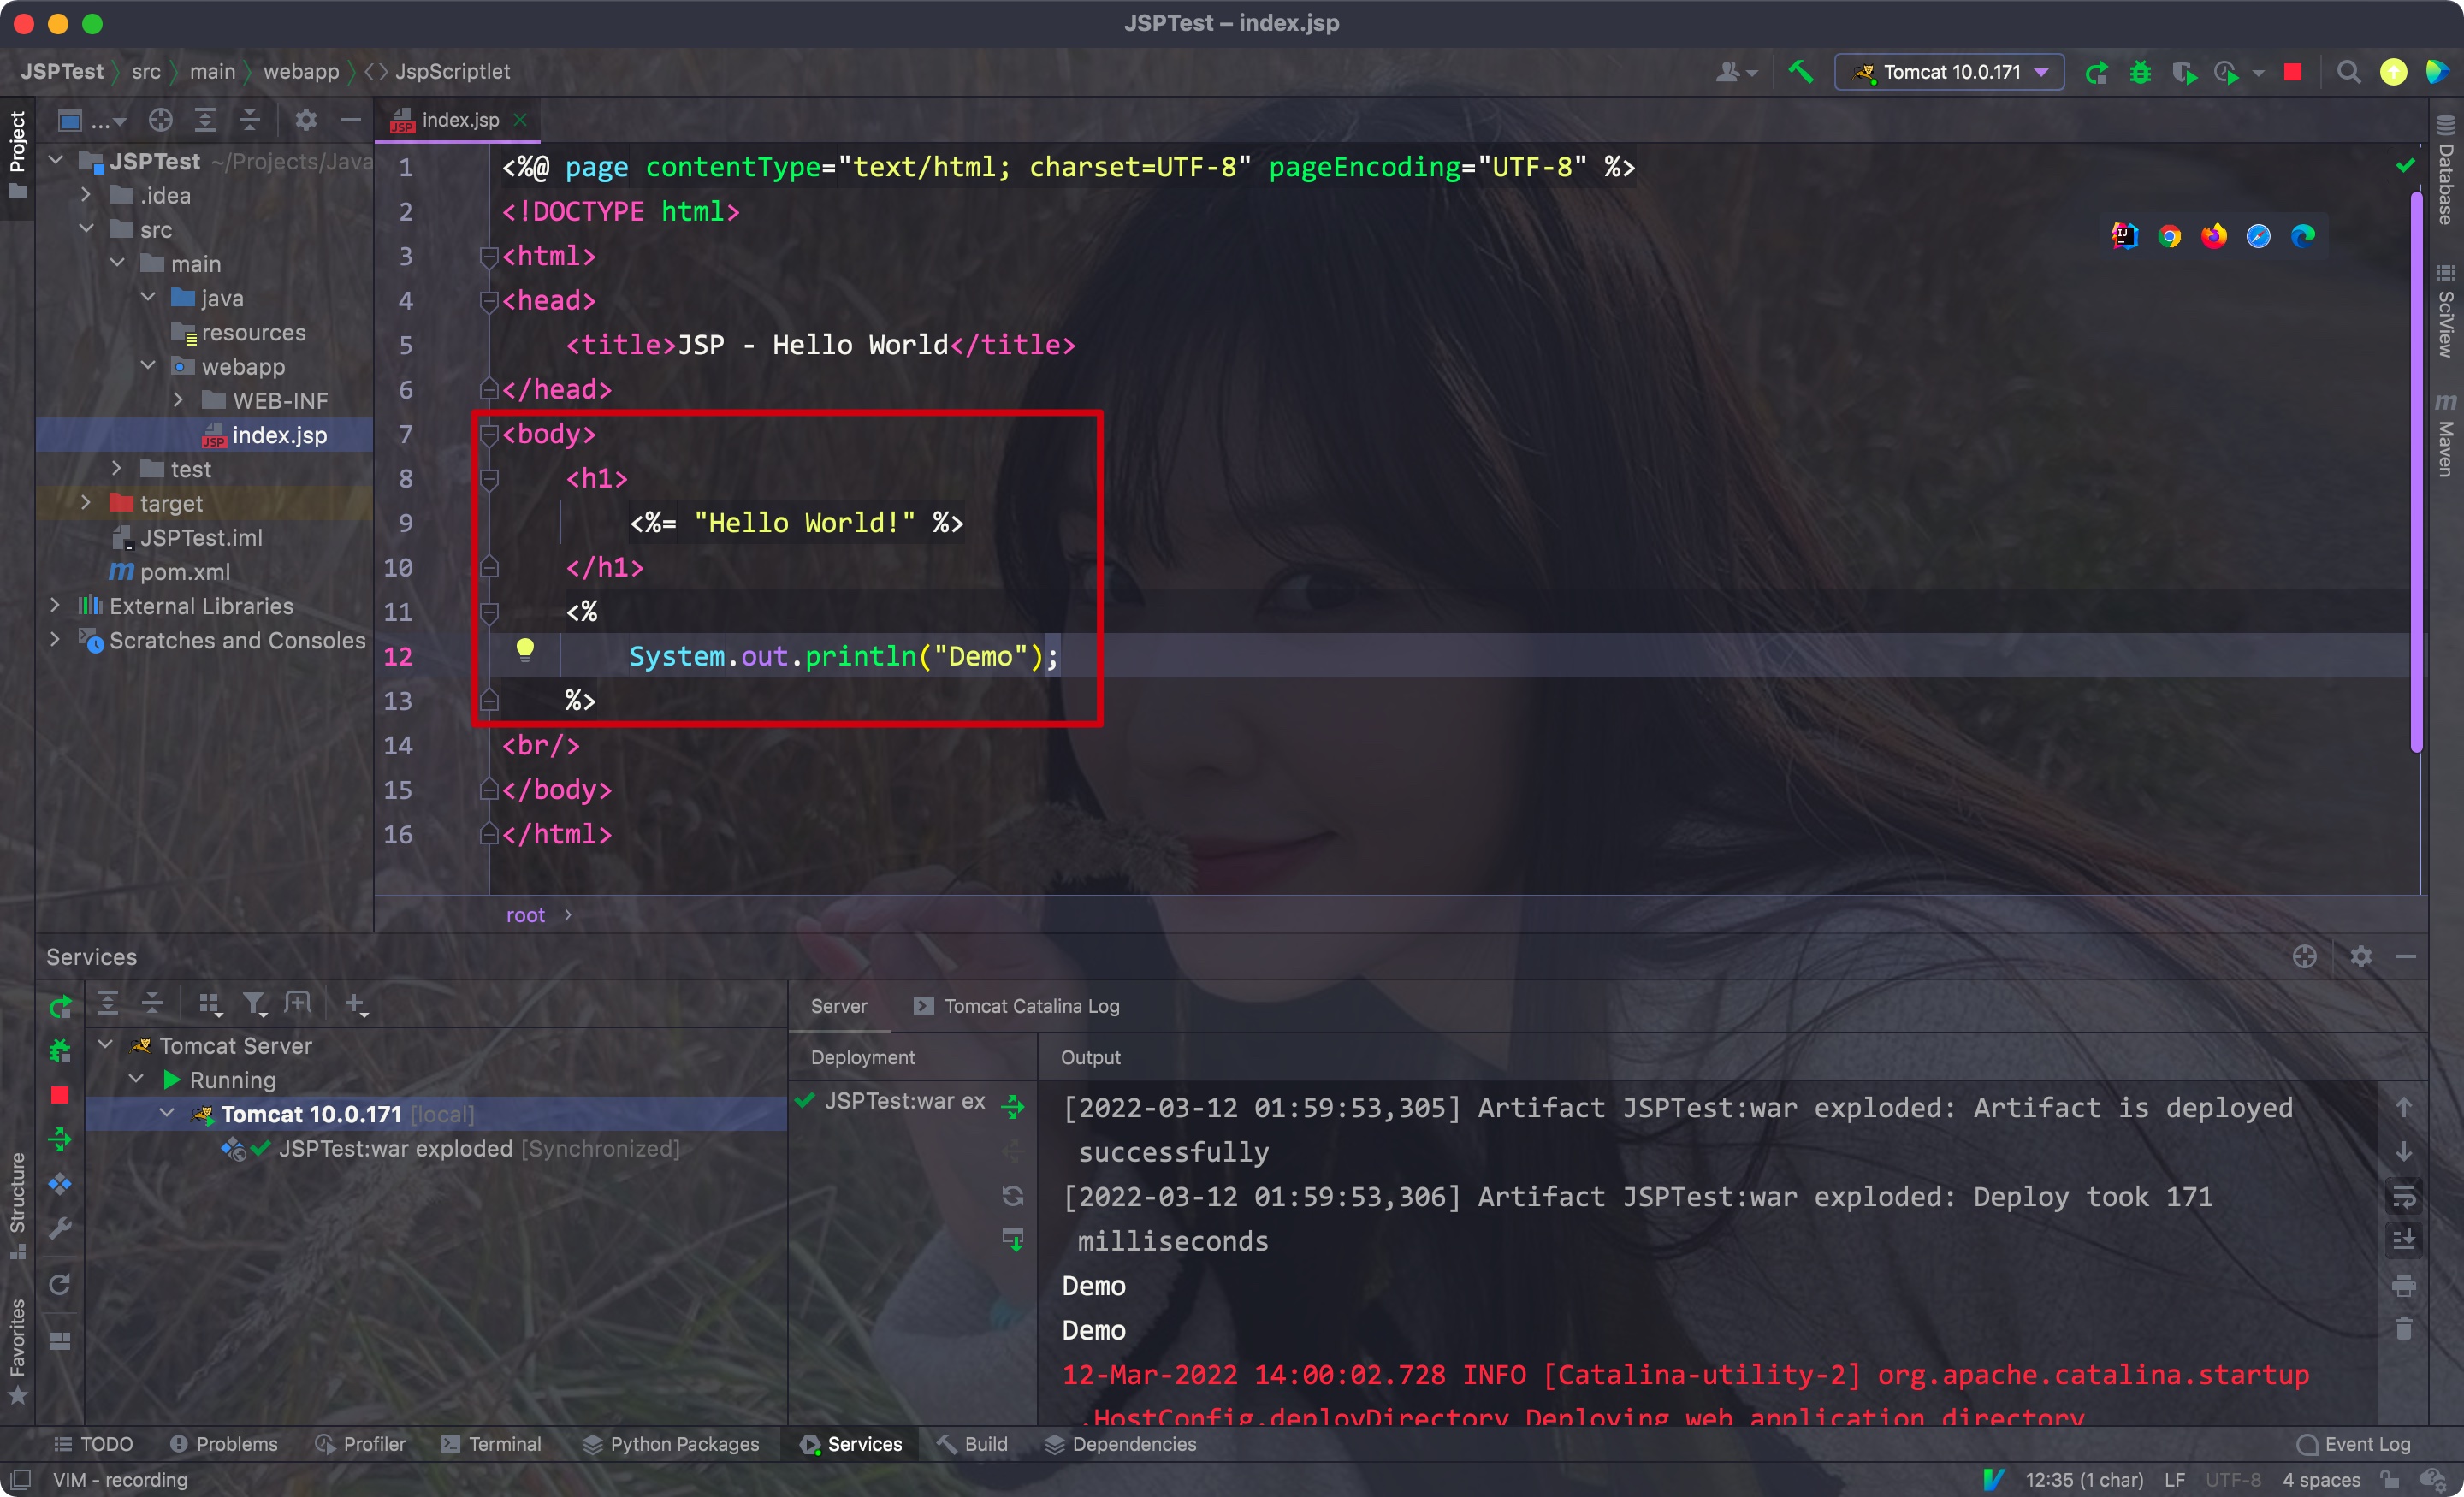 JSPTest – index.jsp
JSPTest src main webapp JspScriptlet
Tomcat 10.0.171
Project
...
index.jsp
JSPTest ~/Projects/Java
.idea
src
main
java
resources
webapp
WEB-INF
index.jsp
test
target
JSPTest.iml
pom.xml
External Libraries
Scratches and Consoles
1 <%@ page contentType="text/html; charset=UTF-8" pageEncoding="UTF-8" %>
2 <!DOCTYPE html>
3 <html>
4 <head>
5 <title>JSP - Hello World</title>
6 </head>
7 <body>
8 <h1>
9 <%= "Hello World!" %>
10 </h1>
11 <%
12 System.out.println("Demo");
13 %>
14 <br/>
15 </body>
16 </html>
root
Database
SciView
Maven
Services
Server
Tomcat Catalina Log
Tomcat Server
Running
Tomcat 10.0.171 [local]
JSPTest:war exploded [Synchronized]
Deployment
JSPTest:war ex
Output
[2022-03-12 01:59:53,305] Artifact JSPTest:war exploded: Artifact is deployed
successfully
[2022-03-12 01:59:53,306] Artifact JSPTest:war exploded: Deploy took 171
milliseconds
Demo
Demo
12-Mar-2022 14:00:02.728 INFO [Catalina-utility-2] org.apache.catalina.startup
.HostConfig.deployDirectory Deploying web application directory
Structure
Favorites
TODO Problems Profiler Terminal Python Packages Services Build Dependencies Event Log
VIM - recording
12:35 (1 char) LF UTF-8 4 spaces